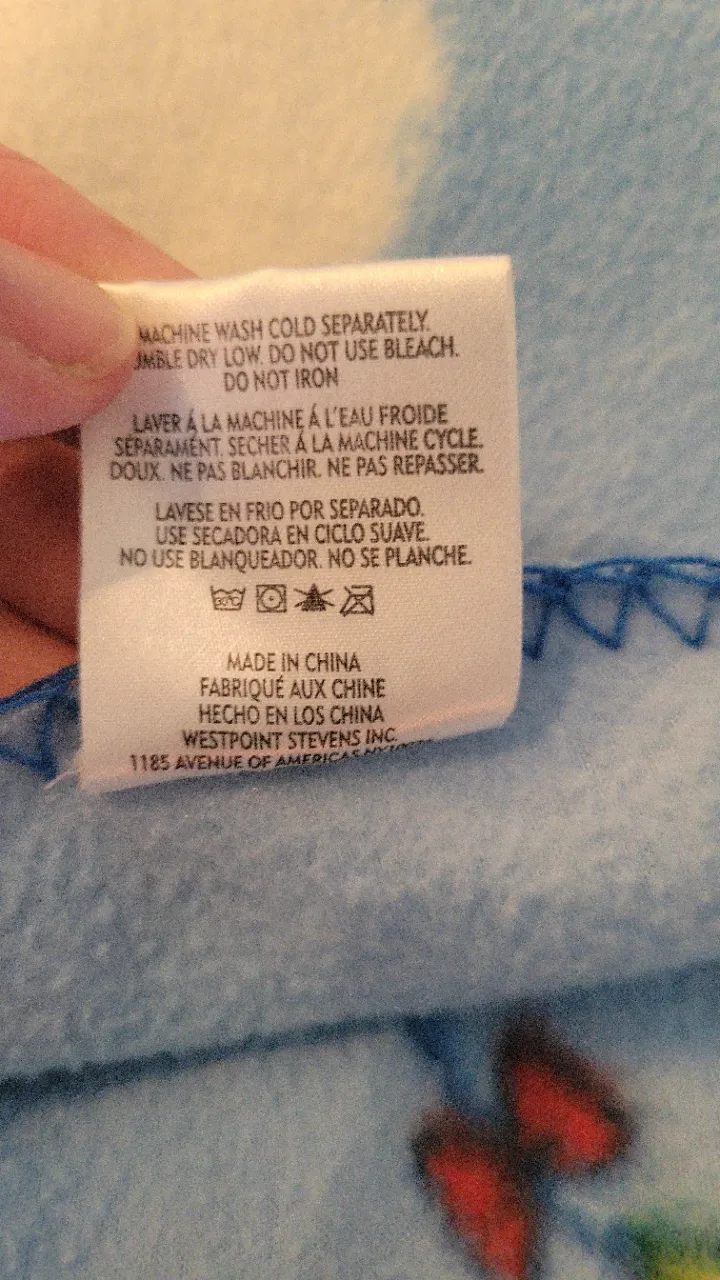 MACHINE WASH COLD SEPARATELY.
DRY LOW. DO NOT USE BLEACH.
DO NOT IRON
LAVER Á LA MACHINE Á L'EAU FROIDE
SÉPARAMÉNT. SECHER Á LA MACHINE CYCLE.
DOUX. NE PAS BLANCHIR. NE PAS REPASSER.
LAVESE EN FRIO POR SEPARADO.
USE SECADORA EN CICLO SUAVE.
NO USE BLANQUEADOR. NO SE PLANCHE.
MADE IN CHINA
FABRIQUÉ AUX CHINE
HECHO EN LOS CHINA
WESTPOINT STEVENS INC.
1185 AVENUE OF AMERICAS